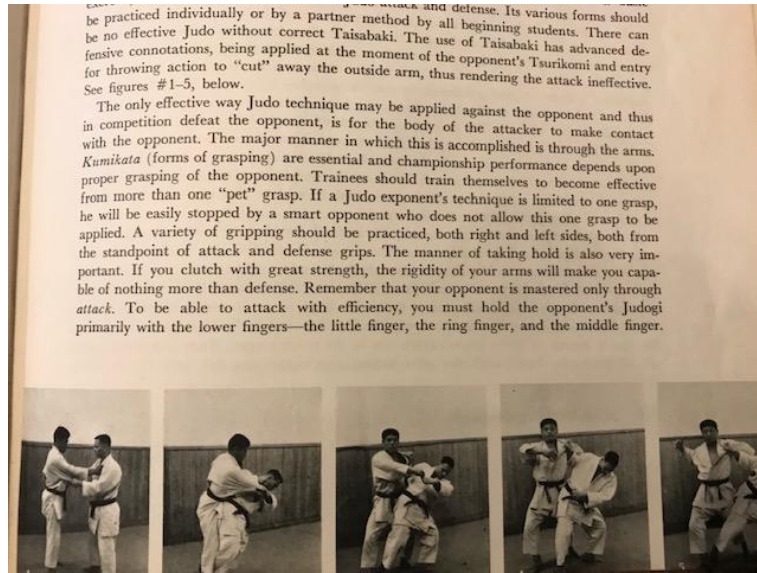 attack and defense. Its various forms should
be practiced individually or by a partner method by all beginning students. There can
be no effective Judo without correct Taisabaki. The use of Taisabaki has advanced de-
fensive connotations, being applied at the moment of the opponent's Tsurikomi and entry
for throwing action to "cut" away the outside arm, thus rendering the attack ineffective.
See figures #1–5, below.
The only effective way Judo technique may be applied against the opponent and thus
in competition defeat the opponent, is for the body of the attacker to make contact
with the opponent. The major manner in which this is accomplished is through the arms.
Kumikata (forms of grasping) are essential and championship performance depends upon
proper grasping of the opponent. Trainees should train themselves to become effective
from more than one "pet" grasp. If a Judo exponent's technique is limited to one grasp,
he will be easily stopped by a smart opponent who does not allow this one grasp to be
applied. A variety of gripping should be practiced, both right and left sides, both from
the standpoint of attack and defense grips. The manner of taking hold is also very im-
portant. If you clutch with great strength, the rigidity of your arms will make you capa-
ble of nothing more than defense. Remember that your opponent is mastered only through
attack. To be able to attack with efficiency, you must hold the opponent's Judogi
primarily with the lower fingers—the little finger, the ring finger, and the middle finger.